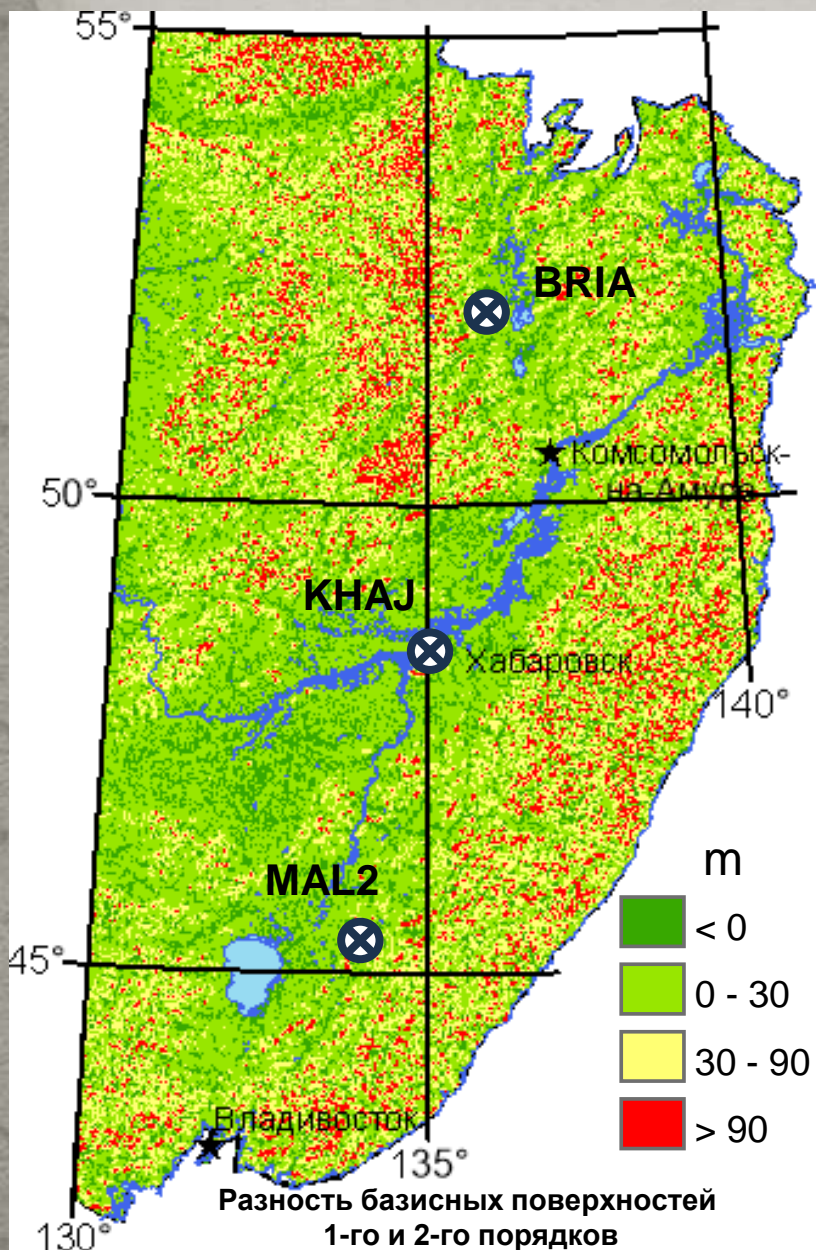 55°
BRIA
Комсомольск-
на-Амуре
50°
KHAJ
Хабаровск
140°
MAL2
m
< 0
45°
0 - 30
30 - 90
Владивосток
> 90
135°
Разность базисных поверхностей
130°
1-го и 2-го порядков